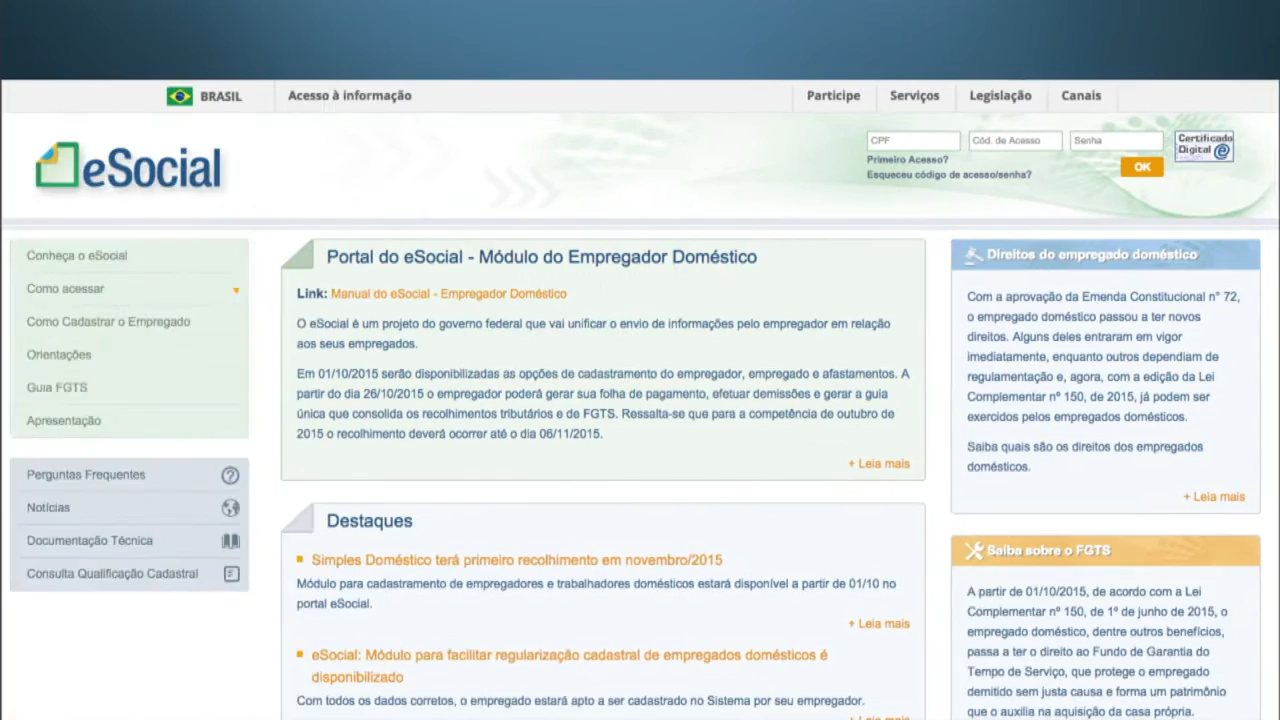 BRASIL
Acesso à informação
Participe
Serviços
Legislação
Canais
eSocial
CPF
Cód. de Acesso
Senha
Certificado
Digital
Primeiro Acesso?
Esqueceu código de acesso/senha?
OK
Conheça o eSocial
Como acessar
Como Cadastrar o Empregado
Orientações
Guia FGTS
Apresentação
Perguntas Frequentes
Notícias
Documentação Técnica
Consulta Qualificação Cadastral
Portal do eSocial - Módulo do Empregador Doméstico
Link: Manual do eSocial - Empregador Doméstico
O eSocial é um projeto do governo federal que vai unificar o envio de informações pelo empregador em relação
aos seus empregados.
Em 01/10/2015 serão disponibilizadas as opções de cadastramento do empregador, empregado e afastamentos. A
partir do dia 26/10/2015 o empregador poderá gerar sua folha de pagamento, efetuar demissões e gerar a guia
única que consolida os recolhimentos tributários e de FGTS. Ressalta-se que para a competência de outubro de
2015 o recolhimento deverá ocorrer até o dia 06/11/2015.
+ Leia mais
Destaques
Simples Doméstico terá primeiro recolhimento em novembro/2015
Módulo para cadastramento de empregadores e trabalhadores domésticos estará disponível a partir de 01/10 no
portal eSocial.
+ Leia mais
eSocial: Módulo para facilitar regularização cadastral de empregados domésticos é
disponibilizado
Com todos os dados corretos, o empregado estará apto a ser cadastrado no Sistema por seu empregador.
+ Leia mais
Direitos do empregado doméstico
Com a aprovação da Emenda Constitucional n° 72,
o empregado doméstico passou a ter novos
direitos. Alguns deles entraram em vigor
imediatamente, enquanto outros dependiam de
regulamentação e, agora, com a edição da Lei
Complementar nº 150, de 2015, já podem ser
exercidos pelos empregados domésticos.
Saiba quais são os direitos dos empregados
domésticos.
+ Leia mais
Saiba sobre o FGTS
A partir de 01/10/2015, de acordo com a Lei
Complementar nº 150, de 1º de junho de 2015, o
empregado doméstico, dentre outros benefícios,
passa a ter o direito ao Fundo de Garantia do
Tempo de Serviço, que protege o empregado
demitido sem justa causa e forma um patrimônio
que o auxilia na aquisição da casa própria.